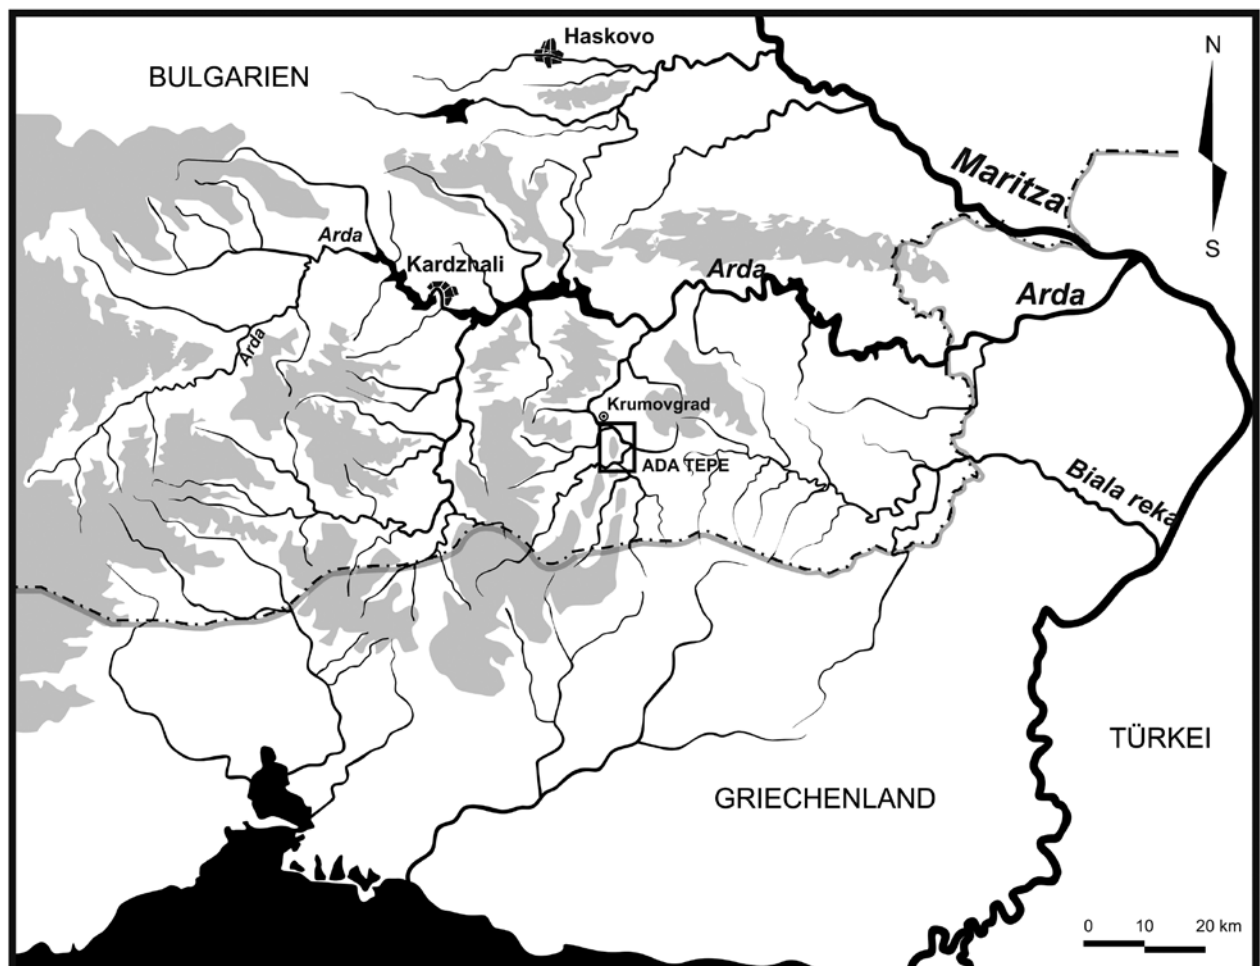 Haskovo
BULGARIEN
N
Maritza
Arda
S
Kardzhali
Arda
Arda
Arda
Krumovgrad
ADA TEPE
Biala reka
TÜRKEI
GRIECHENLAND
0 10 20 km